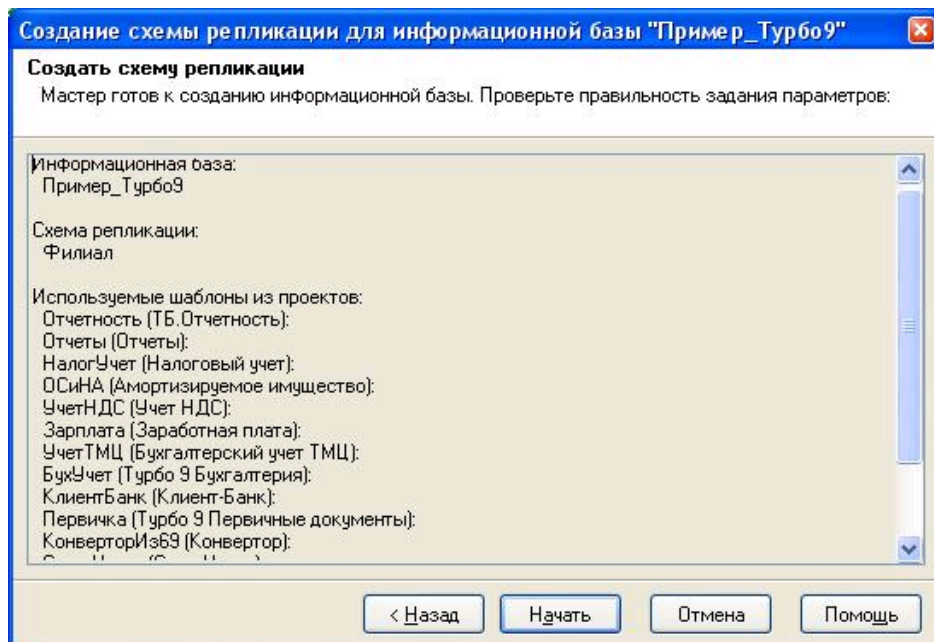 Создание схемы репликации для информационной базы "Пример_Турбо9"
Создать схему репликации
Мастер готов к созданию информационной базы. Проверьте правильность задания параметров:
Информационная база:
Пример_Турбо9
Схема репликации:
Филиал
Используемые шаблоны из проектов:
Отчетность (ТБ.Отчетность):
Отчеты (Отчеты):
НалогУчет (Налоговый учет):
ОСиНА (Амортизируемое имущество):
УчетНДС (Учет НДС):
Зарплата (Заработная плата):
УчетТМЦ (Бухгалтерский учет ТМЦ):
БухУчет (Турбо 9 Бухгалтерия):
КлиентБанк (Клиент-Банк):
Первичка (Турбо 9 Первичные документы):
КонверторИз69 (Конвертор):
< Назад Начать Отмена Помощь